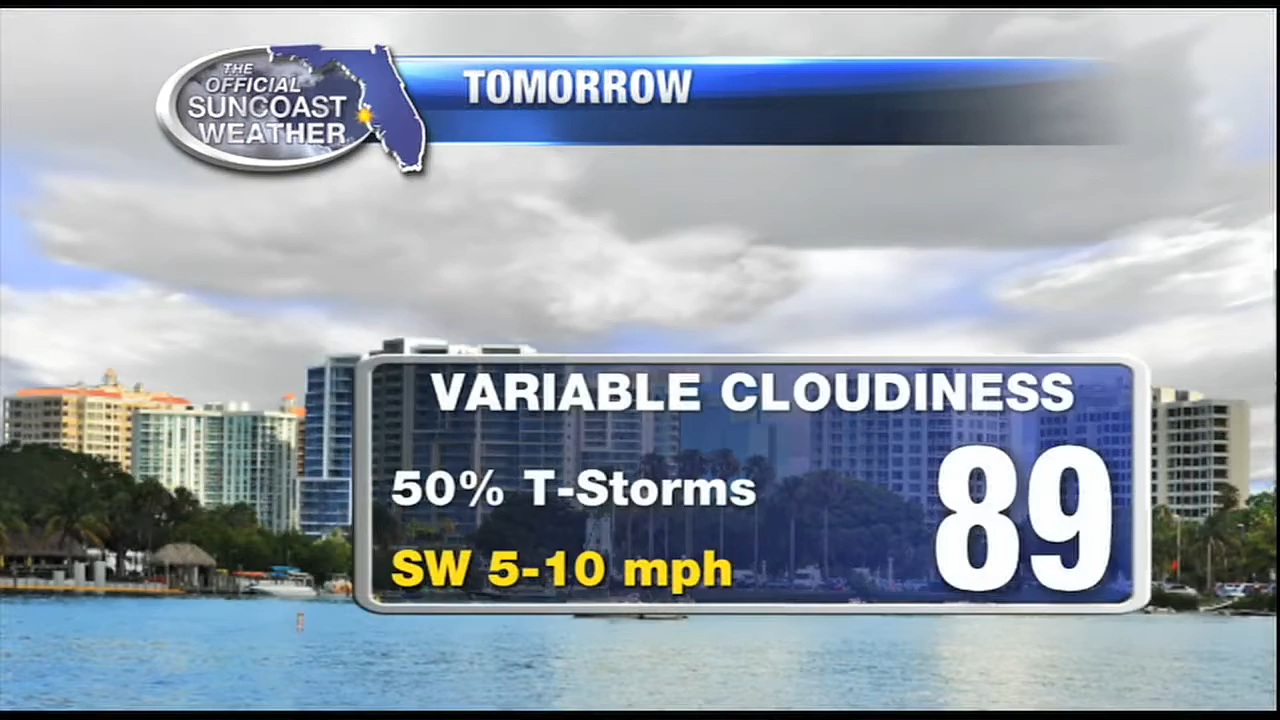 THE
OFFICIAL
SUNCOAST
WEATHER
TOMORROW
VARIABLE CLOUDINESS
50% T-Storms
89
SW 5-10 mph